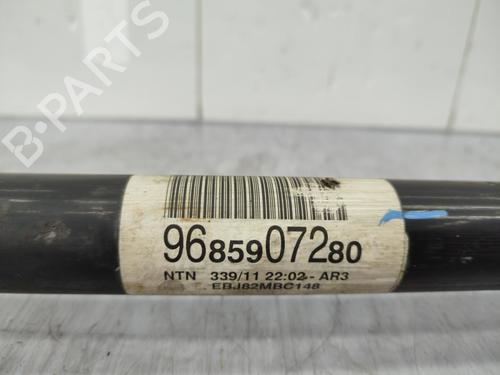 B-PARTS
9685907280
NTN 339/11 22:02 - AR3
EBJ82MBC148